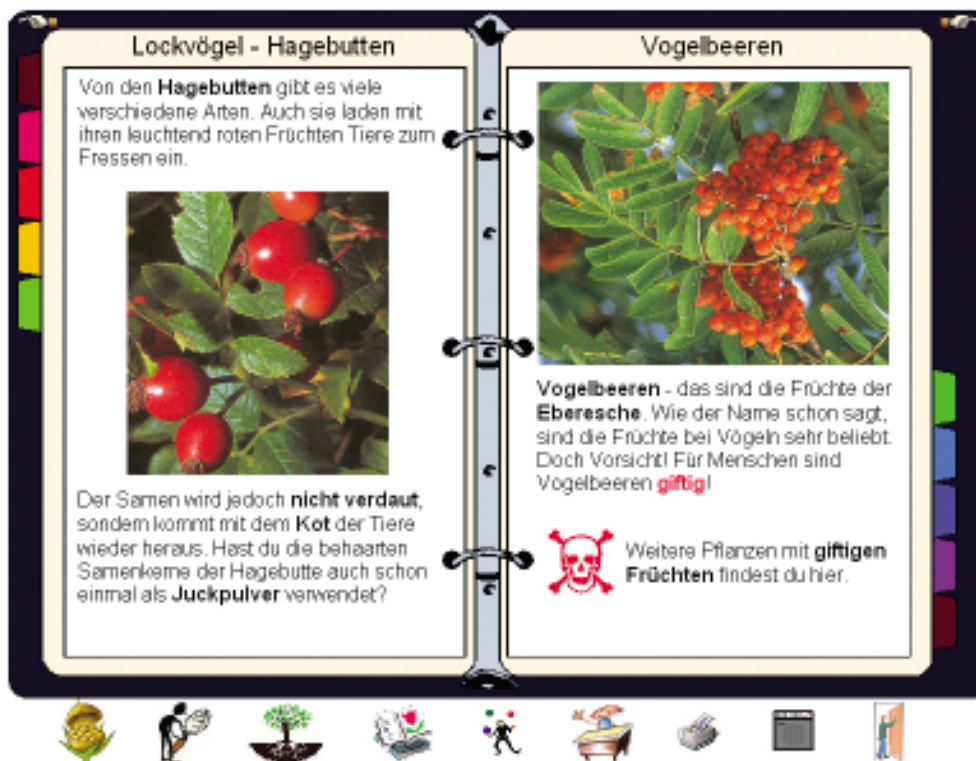 Lockvögel - Hagebutten
Von den Hagebutten gibt es viele
verschiedene Arten. Auch sie laden mit
ihren leuchtend roten Früchten Tiere zum
Fressen ein.
Der Samen wird jedoch nicht verdaut,
sondern kommt mit dem Kot der Tiere
wieder heraus. Hast du die behaarten
Samenkerne der Hagebutte auch schon
einmal als Juckpulver verwendet?
Vogelbeeren
Vogelbeeren - das sind die Früchte der
Eberesche. Wie der Name schon sagt,
sind die Früchte bei Vögeln sehr beliebt.
Doch Vorsicht! Für Menschen sind
Vogelbeeren giftig!
Weitere Pflanzen mit giftigen
Früchten findest du hier.